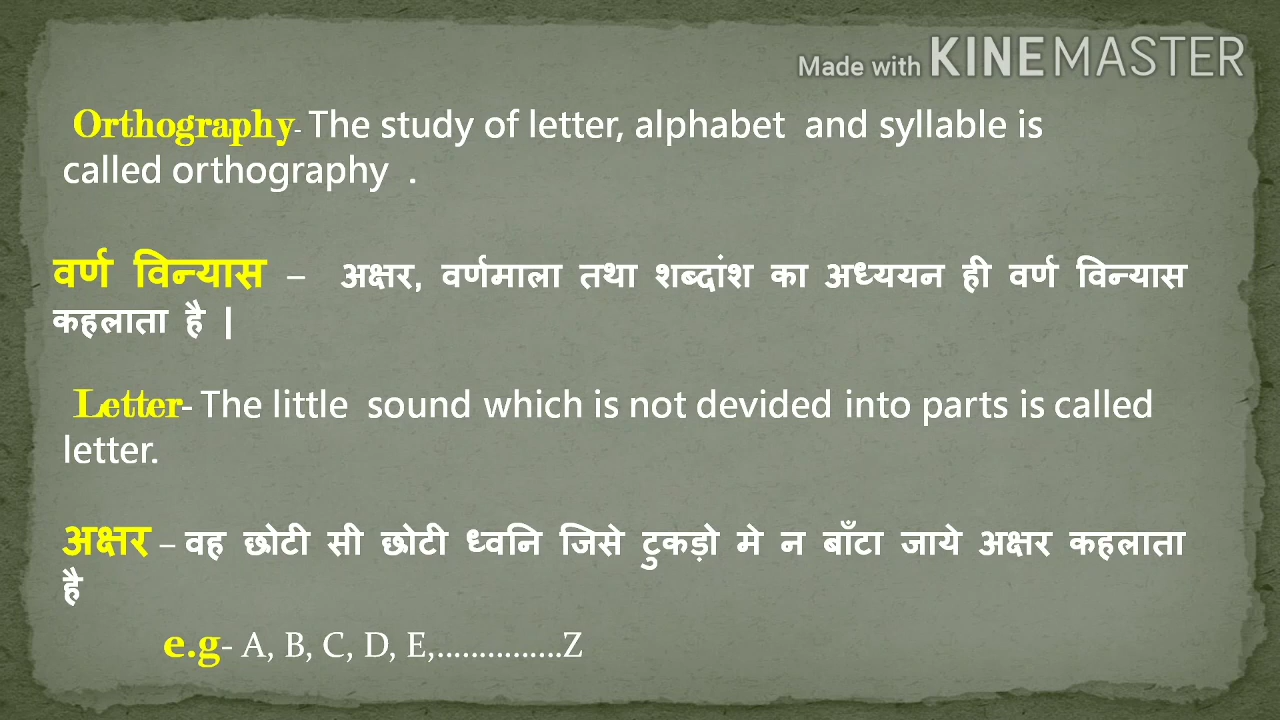 Made with KINEMASTER
Orthography- The study of letter, alphabet and syllable is
called orthography .
वर्ण विन्यास – अक्षर, वर्णमाला तथा शब्दांश का अध्ययन ही वर्ण विन्यास
कहलाता है |
Letter- The little sound which is not devided into parts is called
letter.
अक्षर – वह छोटी सी छोटी ध्वनि जिसे टुकड़ो मे न बाँटा जाये अक्षर कहलाता
है
e.g- A, B, C, D, E,...............Z